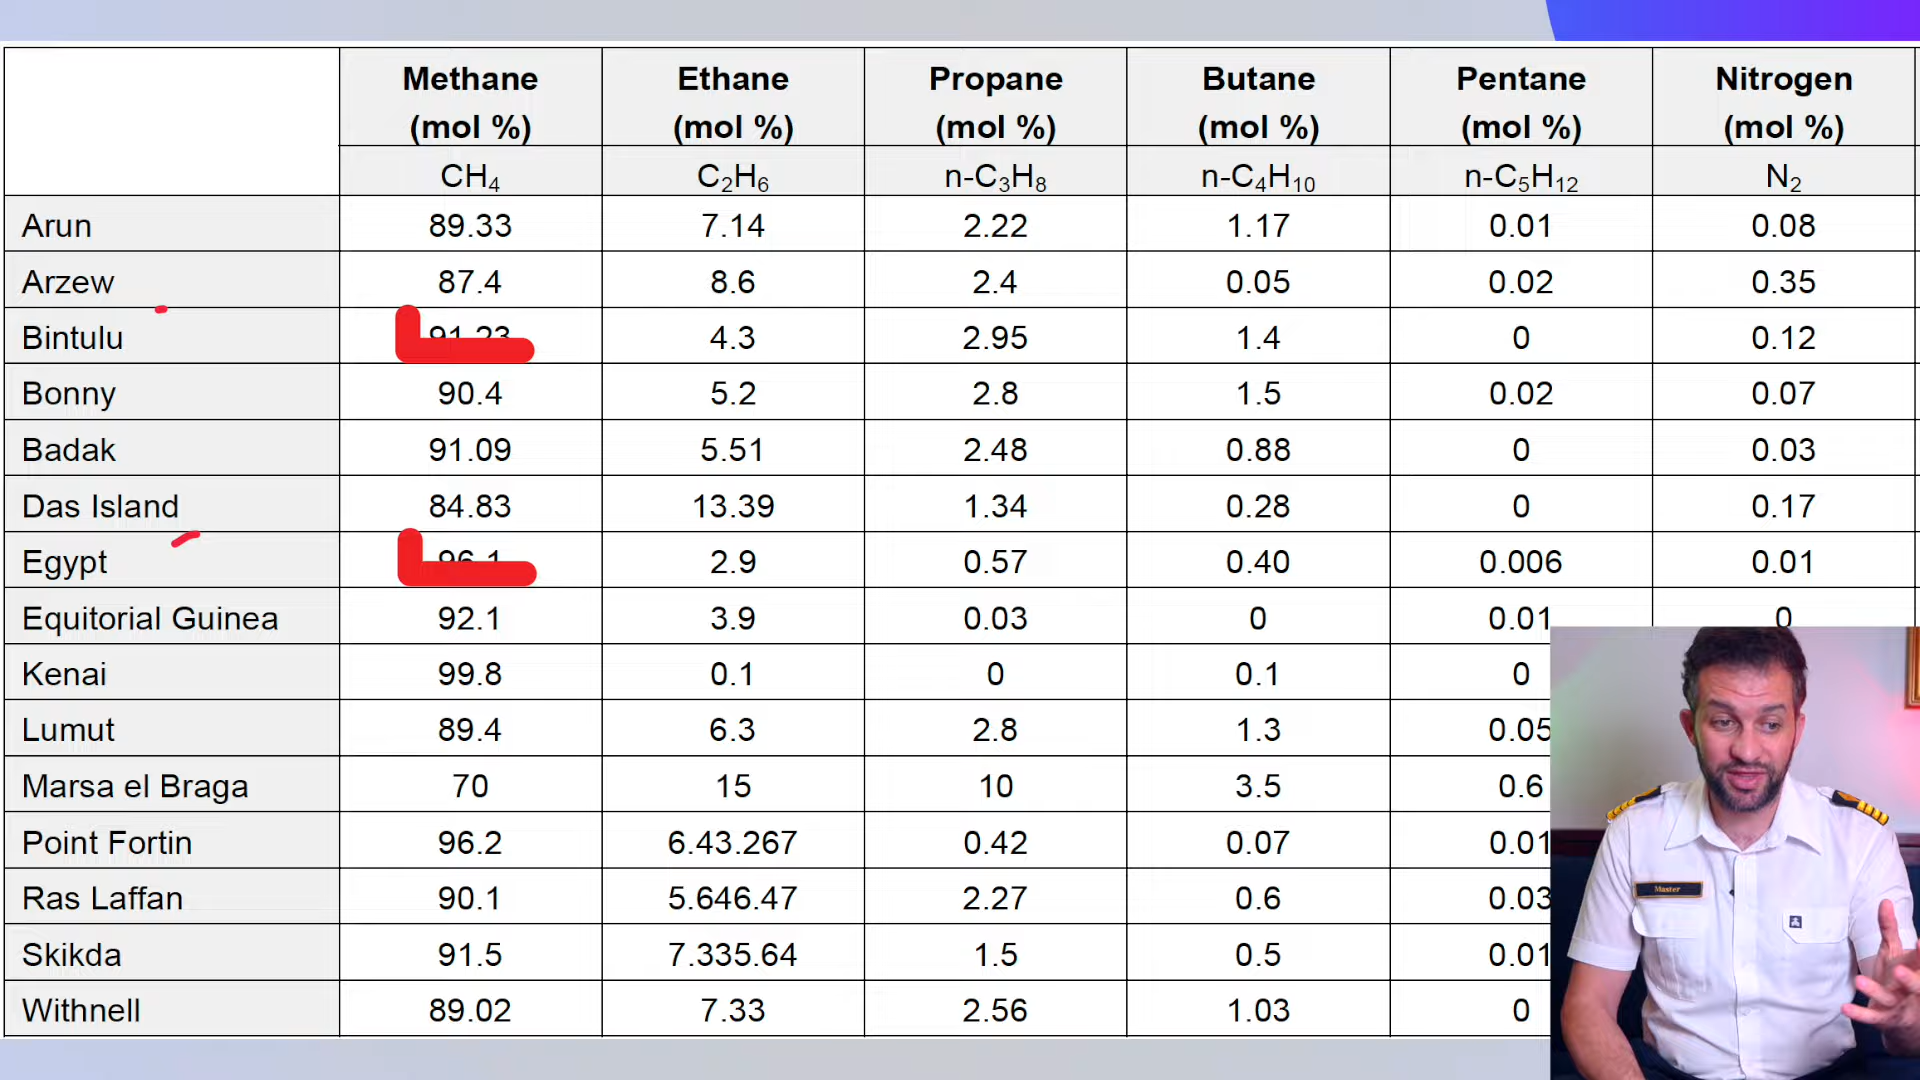 Methane Ethane Propane Butane Pentane Nitrogen
(mol %) (mol %) (mol %) (mol %) (mol %) (mol %)
CH₄ C₂H₆ n-C₃H₈ n-C₄H₁₀ n-C₅H₁₂ N₂
Arun 89.33 7.14 2.22 1.17 0.01 0.08
Arzew 87.4 8.6 2.4 0.05 0.02 0.35
Bintulu 91.23 4.3 2.95 1.4 0 0.12
Bonny 90.4 5.2 2.8 1.5 0.02 0.07
Badak 91.09 5.51 2.48 0.88 0 0.03
Das Island 84.83 13.39 1.34 0.28 0 0.17
Egypt 96.1 2.9 0.57 0.40 0.006 0.01
Equitorial Guinea 92.1 3.9 0.03 0 0.01 0
Kenai 99.8 0.1 0 0.1 0
Lumut 89.4 6.3 2.8 1.3 0.05
Marsa el Braga 70 15 10 3.5 0.6
Point Fortin 96.2 6.43.267 0.42 0.07 0.01
Ras Laffan 90.1 5.646.47 2.27 0.6 0.03
Skikda 91.5 7.335.64 1.5 0.5 0.01
Withnell 89.02 7.33 2.56 1.03 0
Master